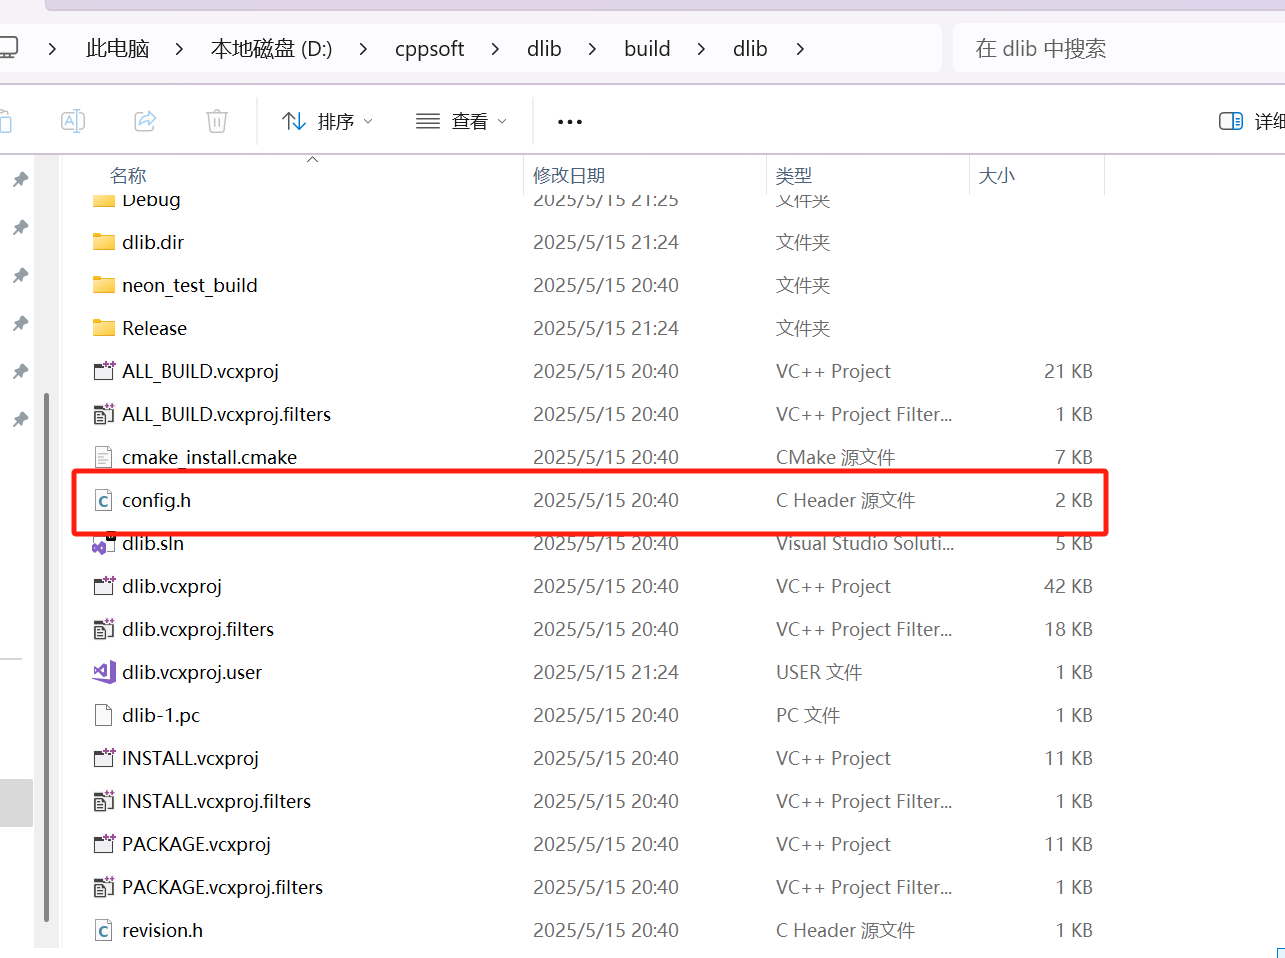 此电脑 本地磁盘 (D:) cppsoft dlib build dlib 在 dlib 中搜索
排序 查看 详细
名称 修改日期 类型 大小
Debug 2025/5/15 21:25 文件夹
dlib.dir 2025/5/15 21:24 文件夹
neon_test_build 2025/5/15 20:40 文件夹
Release 2025/5/15 21:24 文件夹
ALL_BUILD.vcxproj 2025/5/15 20:40 VC++ Project 21 KB
ALL_BUILD.vcxproj.filters 2025/5/15 20:40 VC++ Project Filter... 1 KB
cmake_install.cmake 2025/5/15 20:40 CMake 源文件 7 KB
config.h 2025/5/15 20:40 C Header 源文件 2 KB
dlib.sln 2025/5/15 20:40 Visual Studio Soluti... 5 KB
dlib.vcxproj 2025/5/15 20:40 VC++ Project 42 KB
dlib.vcxproj.filters 2025/5/15 20:40 VC++ Project Filter... 18 KB
dlib.vcxproj.user 2025/5/15 21:24 USER 文件 1 KB
dlib-1.pc 2025/5/15 20:40 PC 文件 1 KB
INSTALL.vcxproj 2025/5/15 20:40 VC++ Project 11 KB
INSTALL.vcxproj.filters 2025/5/15 20:40 VC++ Project Filter... 1 KB
PACKAGE.vcxproj 2025/5/15 20:40 VC++ Project 11 KB
PACKAGE.vcxproj.filters 2025/5/15 20:40 VC++ Project Filter... 1 KB
revision.h 2025/5/15 20:40 C Header 源文件 1 KB